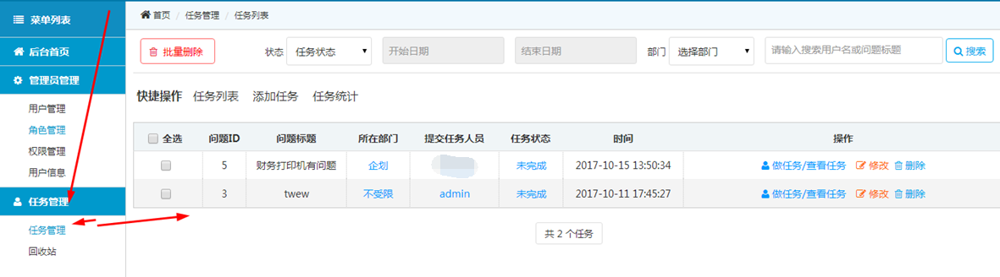 菜单列表
后台首页
管理员管理
用户管理
角色管理
权限管理
用户信息
任务管理
任务管理
回收站
首页 / 任务管理 / 任务列表
批量删除 状态 任务状态 开始日期 结束日期 部门 选择部门 请输入搜索用户名或问题标题 搜索
快捷操作 任务列表 添加任务 任务统计
全选 问题ID 问题标题 所在部门 提交任务人员 任务状态 时间 操作
5 财务打印机有问题 企划 未完成 2017-10-15 13:50:34 做任务/查看任务 修改 删除
3 twew 不受限 admin 未完成 2017-10-11 17:45:27 做任务/查看任务 修改 删除
共 2 个任务